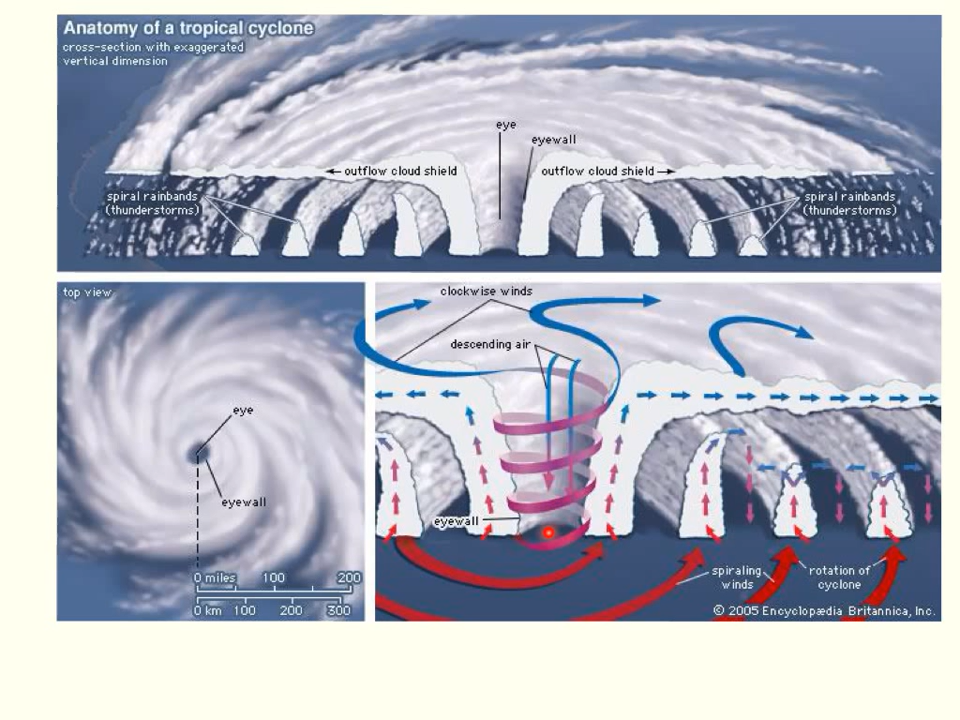 Anatomy of a tropical cyclone
cross-section with exaggerated
vertical dimension
eye
eyewall
← outflow cloud shield
outflow cloud shield →
spiral rainbands
(thunderstorms)
spiral rainbands
(thunderstorms)
top view
eye
eyewall
0 miles 100 200
0 km 100 200 300
clockwise winds
descending air
eyewall
spiraling
winds
rotation of
cyclone
© 2005 Encyclopædia Britannica, Inc.